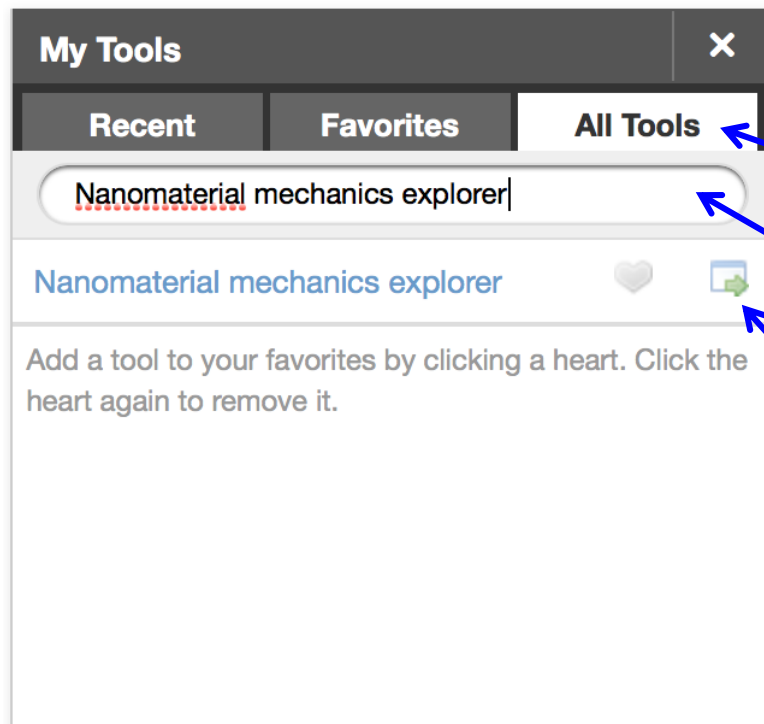 My Tools
Recent Favorites All Tools
Nanomaterial mechanics explorer
Nanomaterial mechanics explorer
Add a tool to your favorites by clicking a heart. Click the
heart again to remove it.